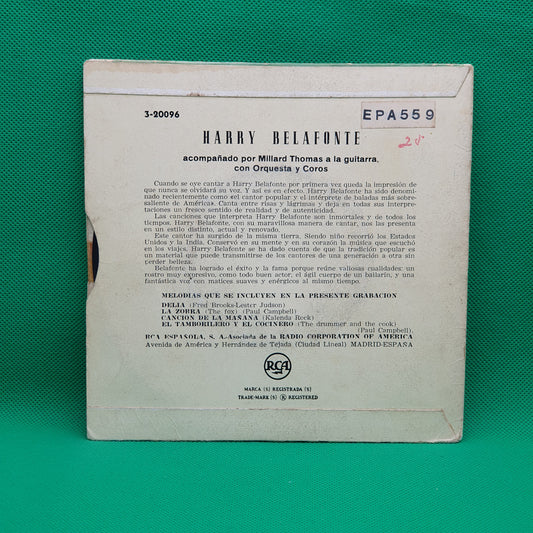 3-20096
EPA559
HARRY BELAFONTE
acompañado por Millard Thomas a la guitarra,
con Orquesta y Coros
Cuando se oye cantar a Harry Belafonte por primera vez queda la impresión de
que nunca se olvidará su voz. Y así es en efecto. Harry Belafonte ha sido denomi-
nado recientemente como «el cantor popular y el intérprete de baladas más sobre-
saliente de América». Canta entre risas y lágrimas y deja en todas sus interpre-
taciones un fresco sentido de realidad y de autenticidad.
Las canciones que interpreta Harry Belafonte son inmortales y de todos los
tiempos. Harry Belafonte, con su maravillosa manera de cantar, nos las presenta
en un estilo distinto, actual y renovado.
Este cantor ha surgido de la misma tierra. Siendo niño recorrió los Estados
Unidos y la India. Conservó en su mente y en su corazón la música que escuchó
en los viajes. Harry Belafonte se ha dado cuenta de que la tradición popular es
un material que puede transmitirse de los cantores de una generación a otra sin
perder belleza.
Belafonte ha logrado el éxito y la fama porque reúne valiosas cualidades: un
rostro muy expresivo, como todo buen actor, el ágil cuerpo de un bailarín, y una
fantástica voz con matices suaves y enérgicos al mismo tiempo.
MELODIAS QUE SE INCLUYEN EN LA PRESENTE GRABACION
DELIA (Fred Brooks-Lester Judson)
LA ZORRA (The fox) (Paul Campbell)
CANCION DE LA MAÑANA (Kalenda Rock)
EL TAMBORILERO Y EL COCINERO (The drummer and the cook)
(Paul Campbell)
RCA ESPAÑOLA, S. A.-Asociada de la RADIO CORPORATION OF AMERICA
Avenida de América y Hernández de Tejada (Ciudad Lineal) MADRID-ESPAÑA
RCA
MARCA (S) REGISTRADA (S)
TRADE-MARK (S) ® REGISTERED